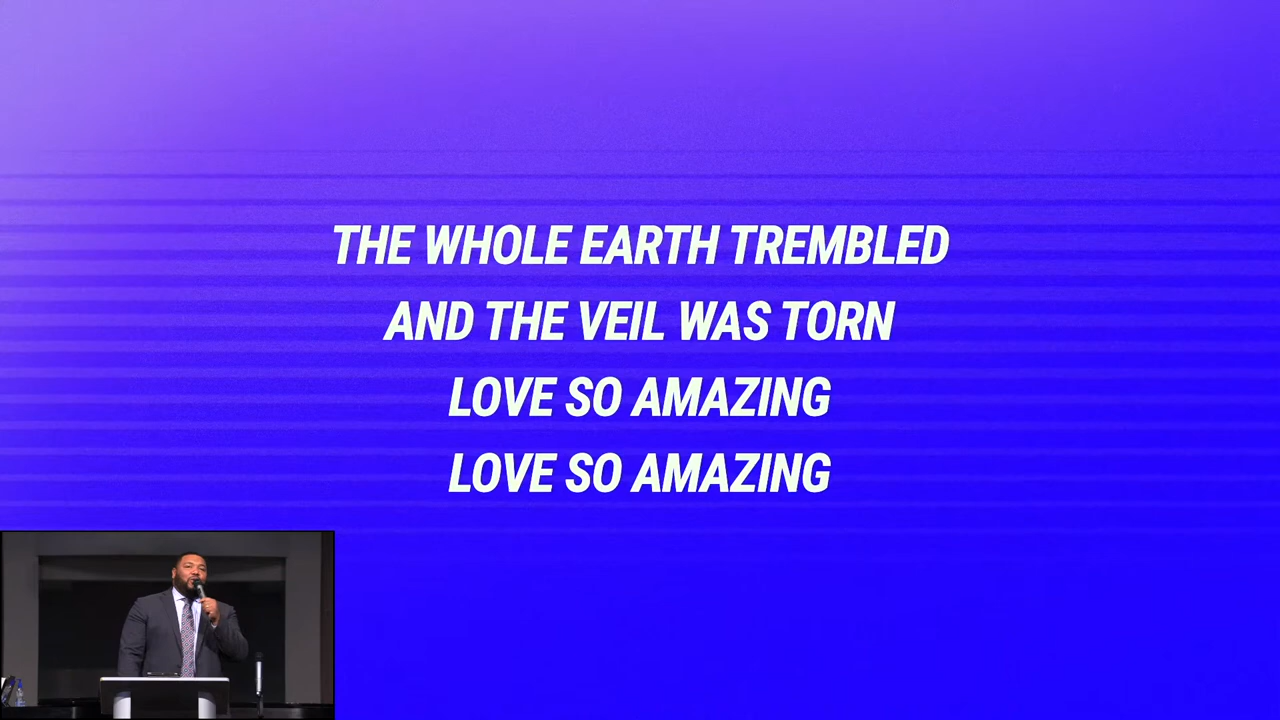 THE WHOLE EARTH TREMBLED
AND THE VEIL WAS TORN
LOVE SO AMAZING
LOVE SO AMAZING